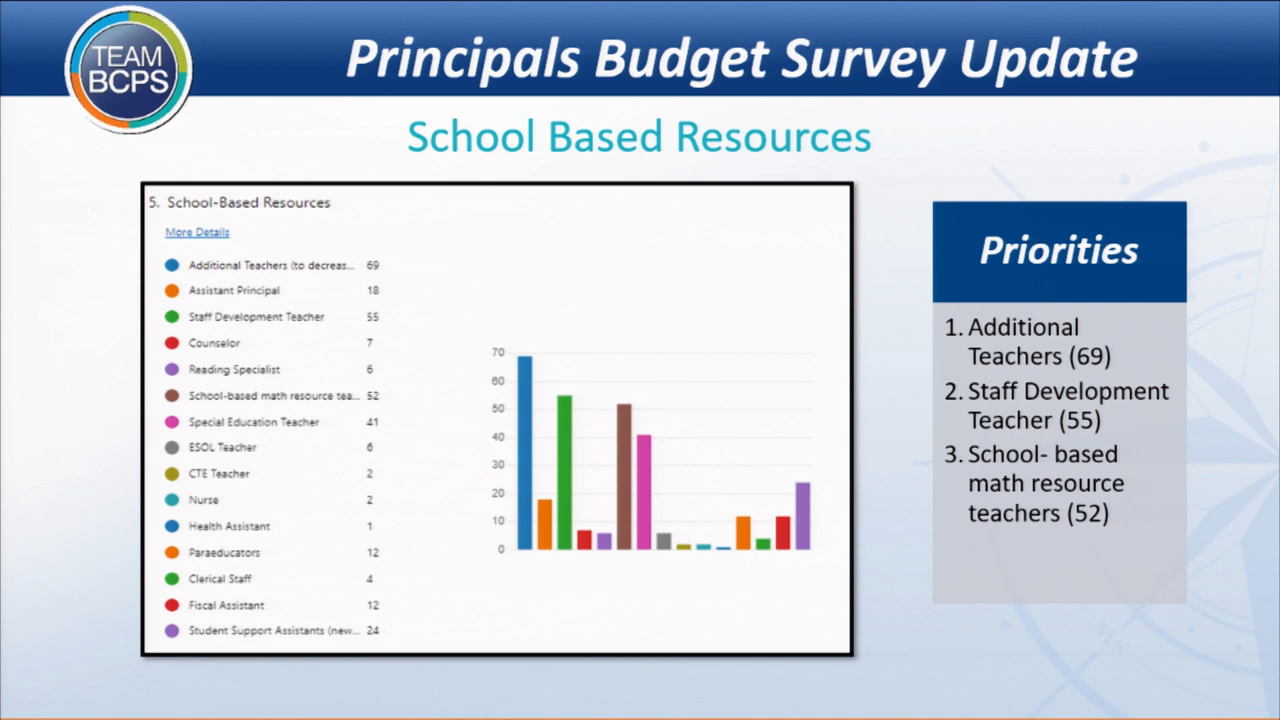 TEAM
BCPS
Principals Budget Survey Update
School Based Resources
5. School-Based Resources
More Details
Additional Teachers (to decreas... 69
Assistant Principal 18
Staff Development Teacher 55
Counselor 7
Reading Specialist 6
School-based math resource tea... 52
Special Education Teacher 41
ESOL Teacher 6
CTE Teacher 2
Nurse 2
Health Assistant 1
Paraeducators 12
Clerical Staff 4
Fiscal Assistant 12
Student Support Assistants (new... 24
70
60
50
40
30
20
10
0
Priorities
1. Additional
Teachers (69)
2. Staff Development
Teacher (55)
3. School- based
math resource
teachers (52)